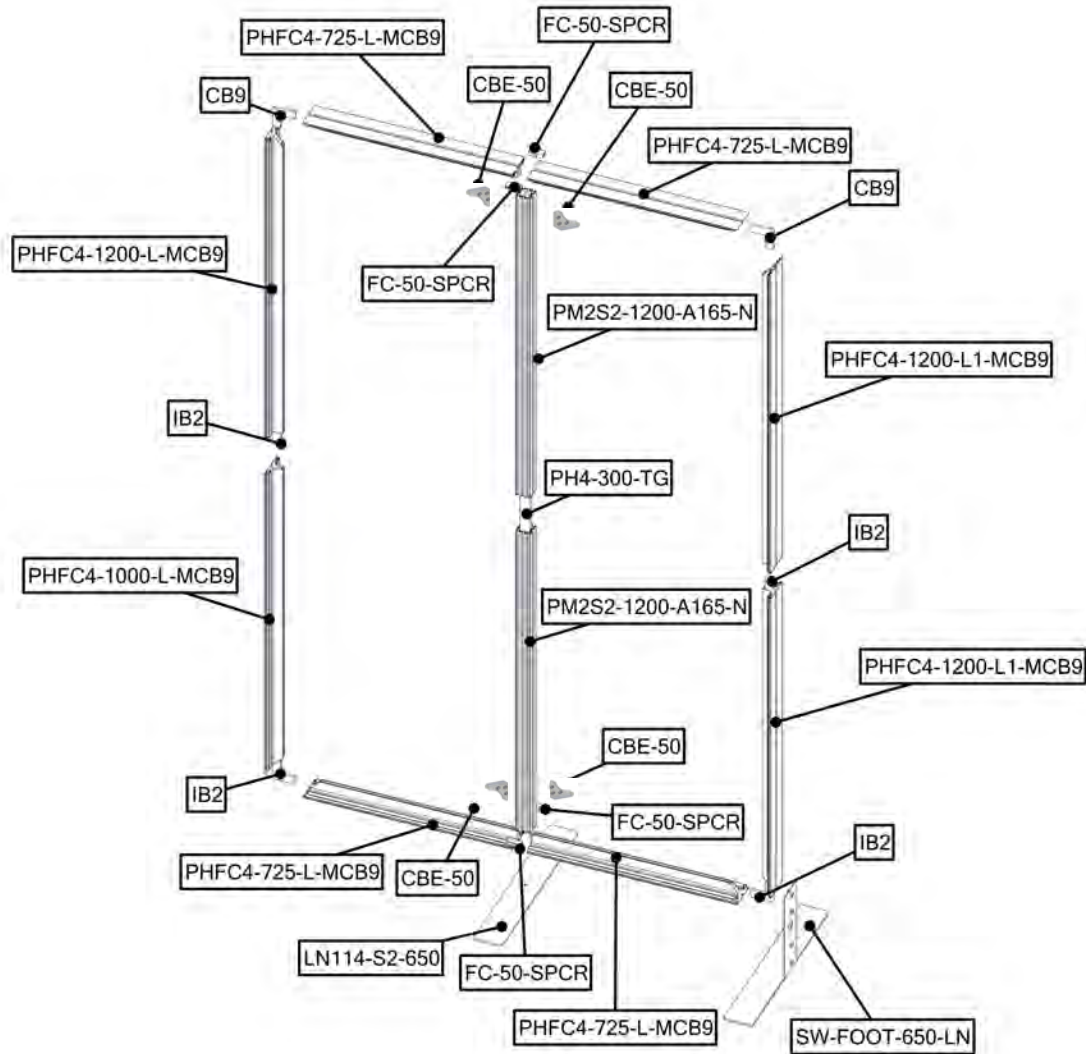 FC-50-SPCR
PHFC4-725-L-MCB9
CBE-50
CBE-50
CB9
PHFC4-725-L-MCB9
CB9
PHFC4-1200-L-MCB9
FC-50-SPCR
PM2S2-1200-A165-N
PHFC4-1200-L1-MCB9
IB2
PH4-300-TG
IB2
PHFC4-1000-L-MCB9
PM2S2-1200-A165-N
PHFC4-1200-L1-MCB9
CBE-50
IB2
FC-50-SPCR
IB2
PHFC4-725-L-MCB9
CBE-50
LN114-S2-650
FC-50-SPCR
PHFC4-725-L-MCB9
SW-FOOT-650-LN